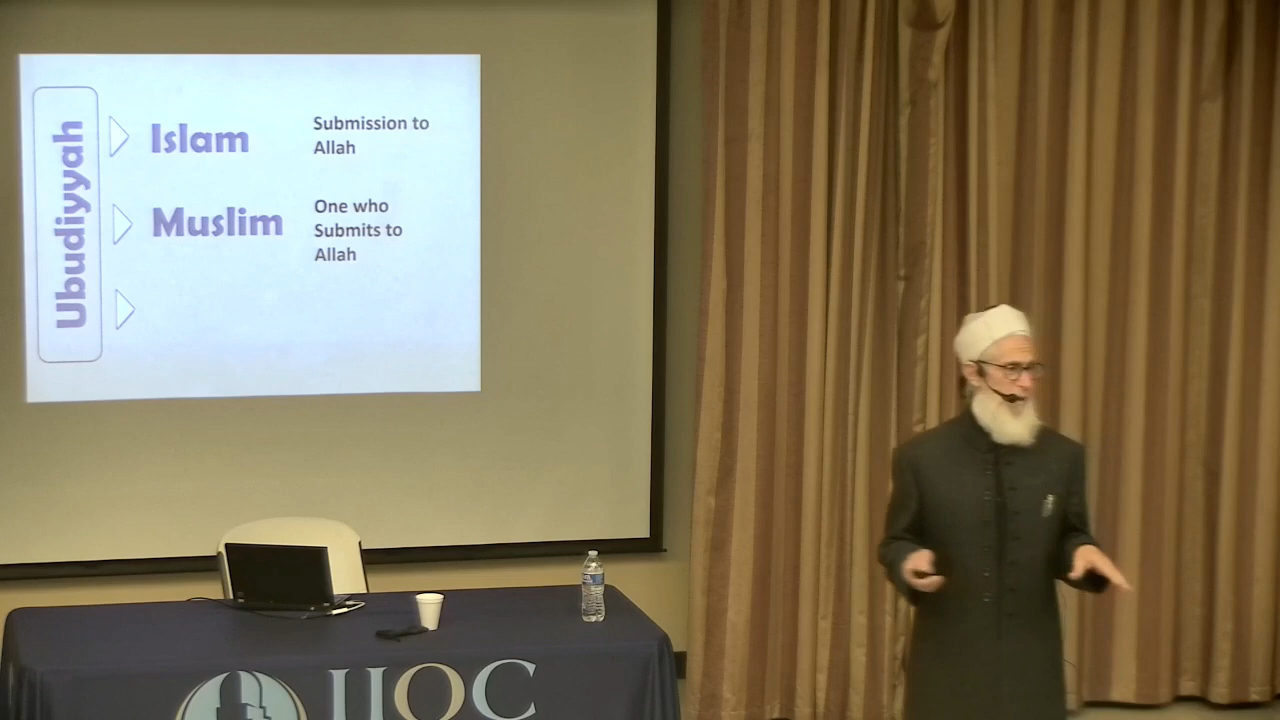 Ubudiyyah
Islam
Submission to
Allah
Muslim
One who
Submits to
Allah
IIOC